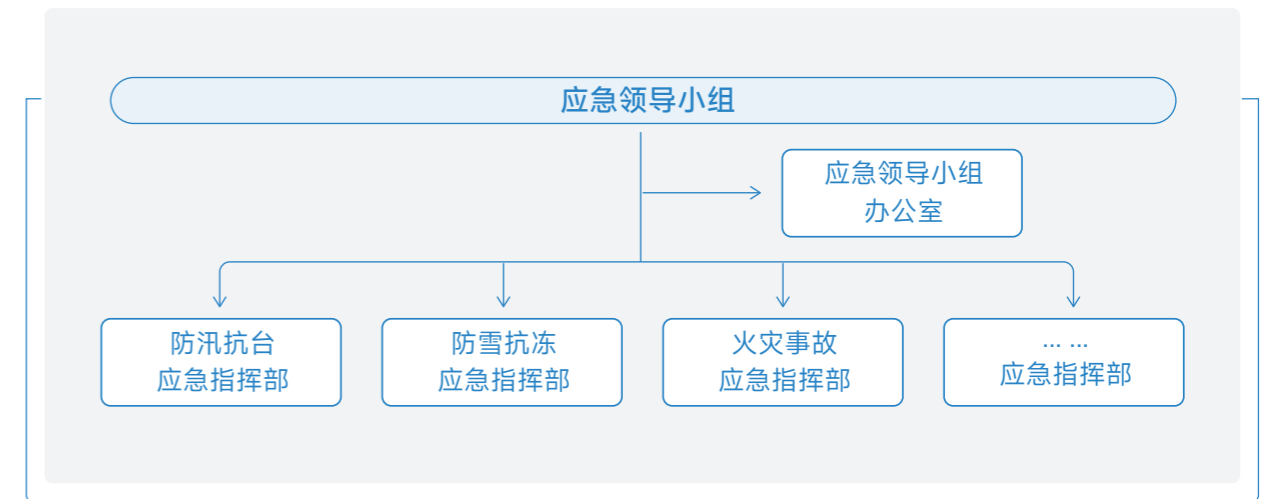 应急领导小组
应急领导小组
办公室
防汛抗台
应急指挥部
防雪抗冻
应急指挥部
火灾事故
应急指挥部
... ...
应急指挥部